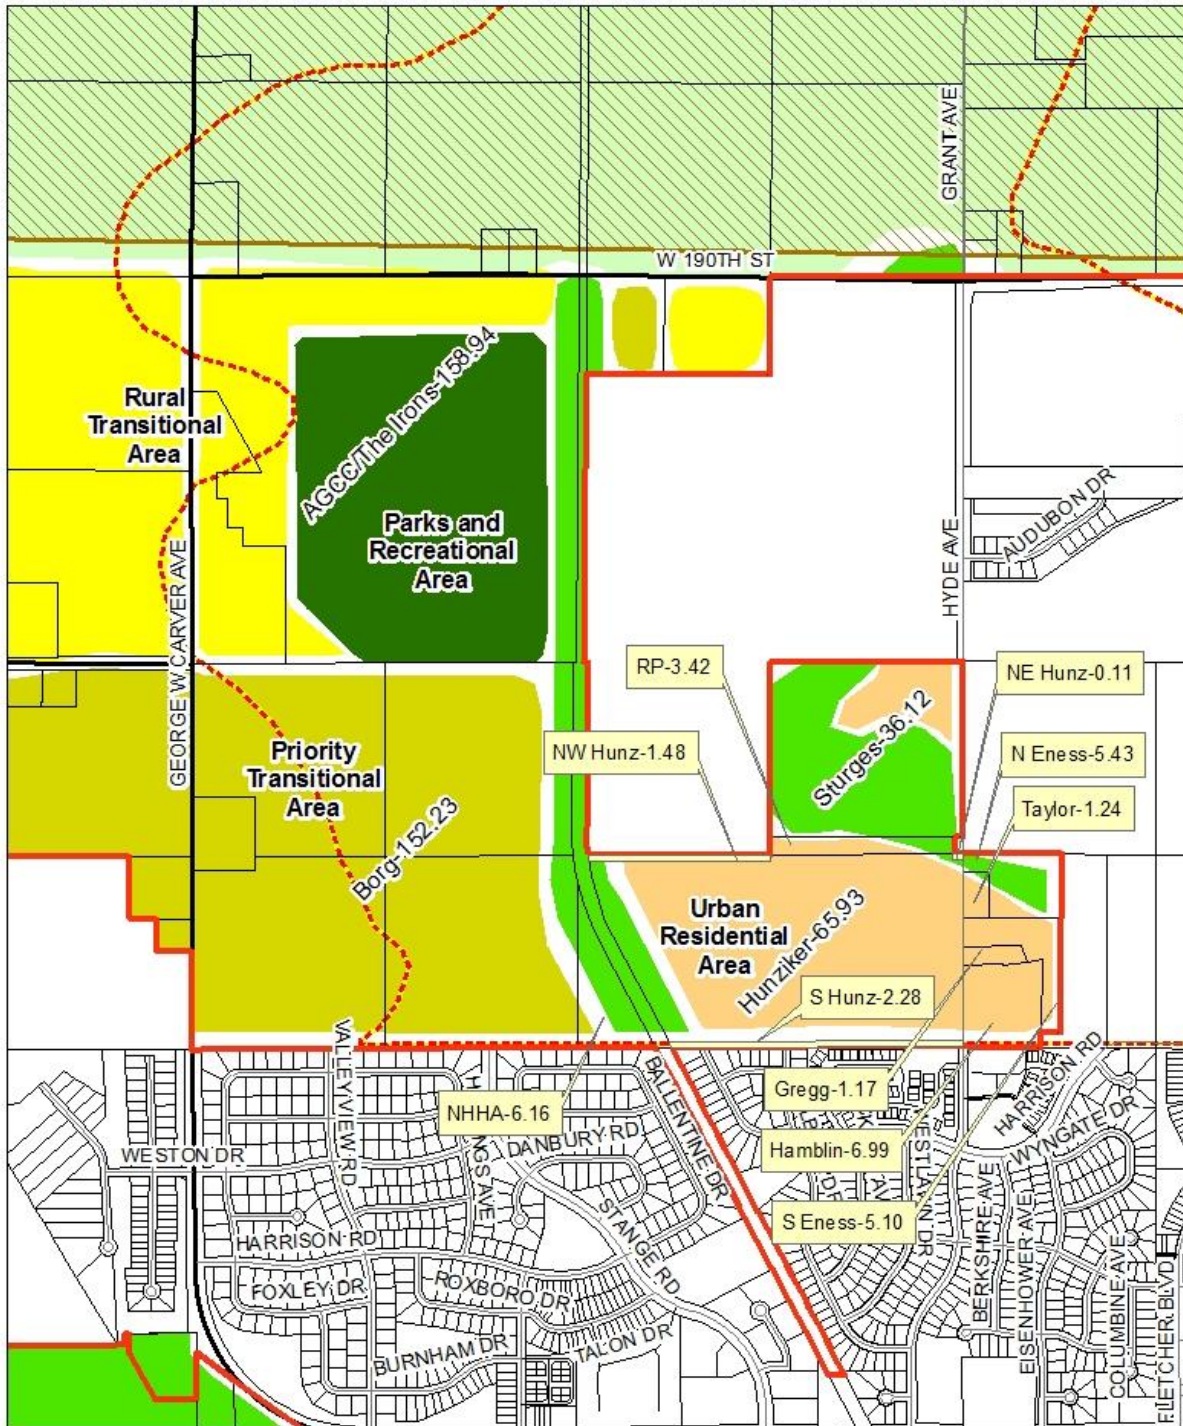 GRANT AVE
W 190TH ST
AGCC/The Irons-158.94
Rural
Transitional
Area
Parks and
Recreational
Area
AUDUBON DR
HYDE AVE
GEORGE W CARVER AVE
RP-3.42
NE Hunz-0.11
NW Hunz-1.48
Sturges-36.12
N Eness-5.43
Priority
Transitional
Area
Taylor-1.24
Borg-152.23
Urban
Residential
Area
Hunziker-65.93
S Hunz-2.28
VALLEY VIEW RD
BALLENTINE DR
HARRISON RD
Gregg-1.17
NHHA-6.16
DANBURY RD
WYNGATE DR
WESTON DR
Hamblin-6.99
STANGE RD
S Eness-5.10
BERKSHIRE AVE
EISENHOWER AVE
COLUMBINE AVE
FLETCHER BLVD
HARRISON RD
FOXLEY DR
ROXBORO DR
BURNHAM DR
TALON DR